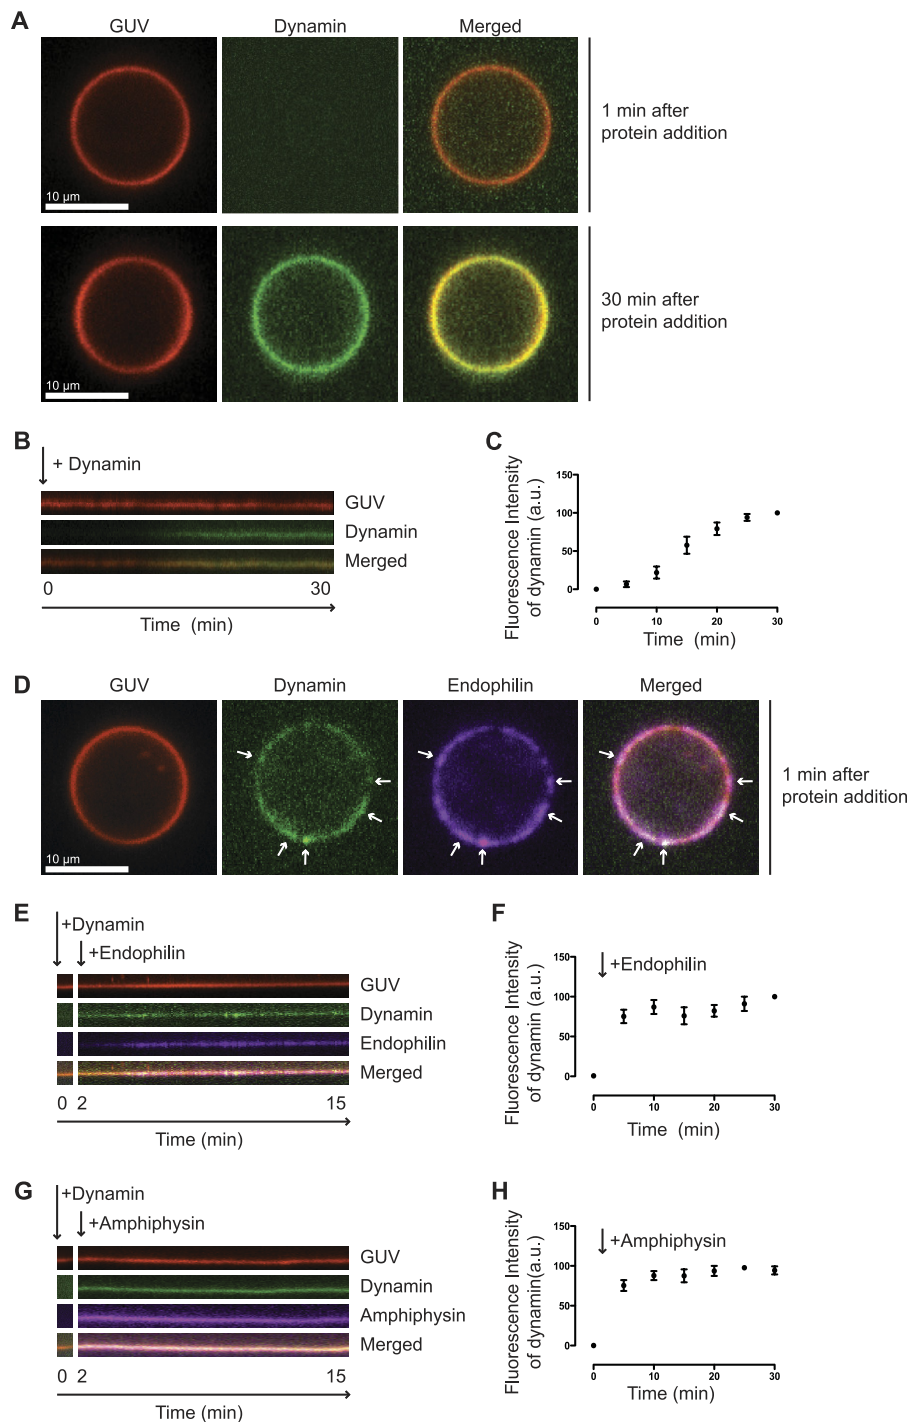 A
GUV
Dynamin
Merged
10 µm
1 min after
protein addition
10 µm
30 min after
protein addition
B
+ Dynamin
GUV
Dynamin
Merged
0
30
Time (min)
C
Fluorescence Intensity
of dynamin (a.u.)
150
100
50
0
0
10
20
30
Time (min)
D
GUV
Dynamin
Endophilin
Merged
10 µm
1 min after
protein addition
E
+Dynamin
+Endophilin
GUV
Dynamin
Endophilin
Merged
0
2
15
Time (min)
F
+Endophilin
Fluorescence Intensity
of dynamin (a.u.)
150
100
50
0
0
10
20
30
Time (min)
G
+Dynamin
+Amphiphysin
GUV
Dynamin
Amphiphysin
Merged
0
2
15
Time (min)
H
+Amphiphysin
Fluorescence Intensity
of dynamin(a.u.)
150
100
50
0
0
10
20
30
Time (min)